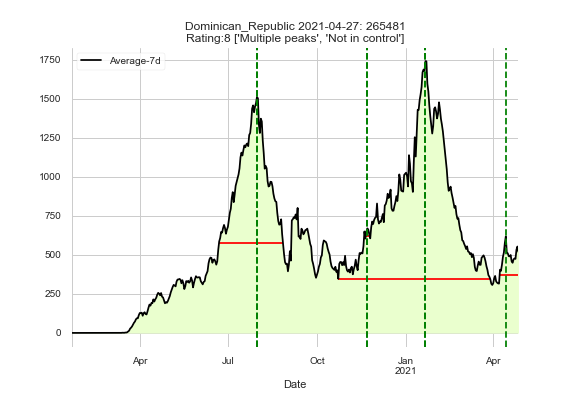 Dominican_Republic 2021-04-27: 265481
Rating:8 ['Multiple peaks', 'Not in control']
Average-7d
1750
1500
1250
1000
750
500
250
0
Apr
Jul
Oct
Jan
2021
Apr
Date